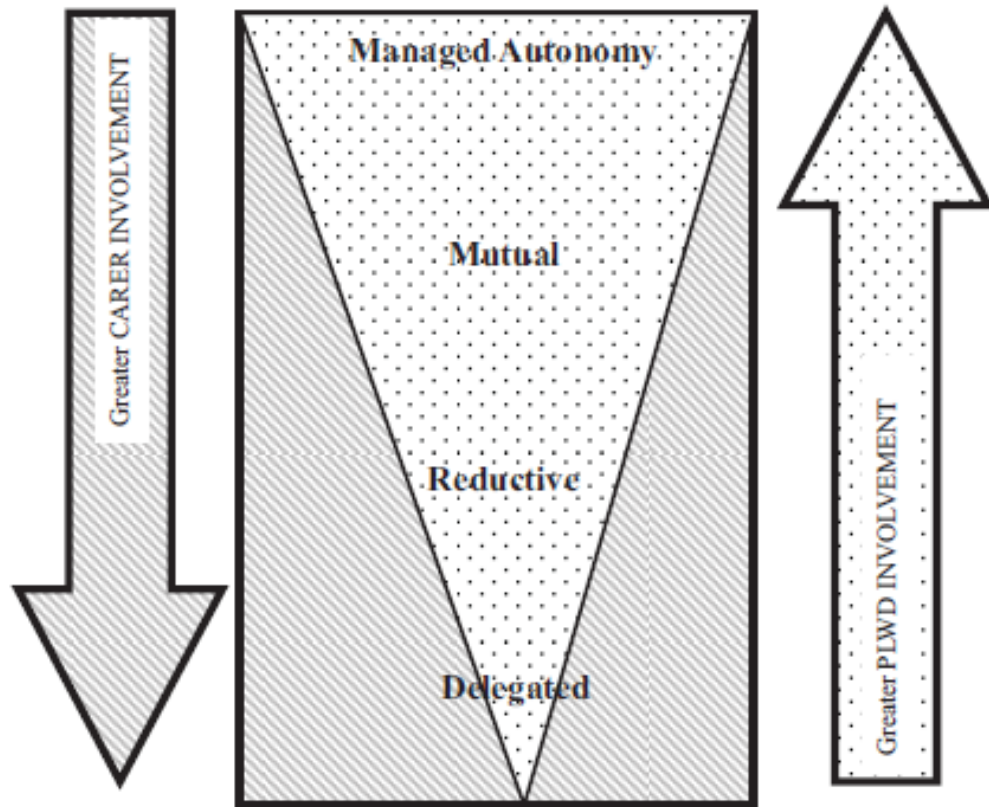 Greater CARER INVOLVEMENT
Managed Autonomy
Mutual
Reductive
Delegated
Greater PLWD INVOLVEMENT